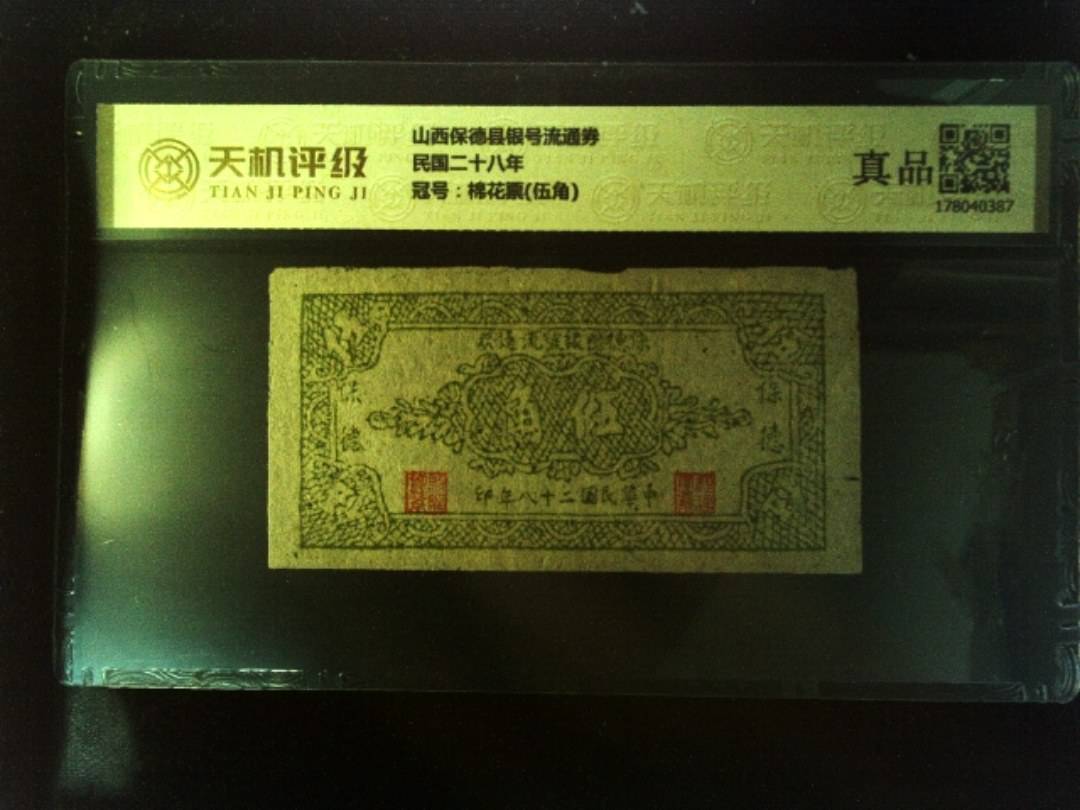 天机评级
TIAN JI PING JI
山西保德县银号流通券
民国二十八年
冠号：棉花票(伍角)
真品
178040387
保德
伍角
保德
中華民國二十八年印